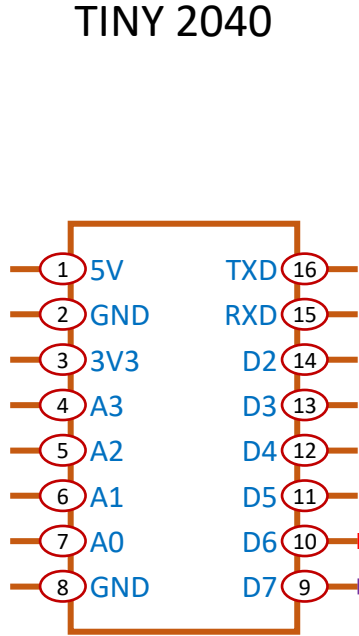 TINY 2040
1 5V TXD 16
2 GND RXD 15
3 3V3 D2 14
4 A3 D3 13
5 A2 D4 12
6 A1 D5 11
7 A0 D6 10
8 GND D7 9